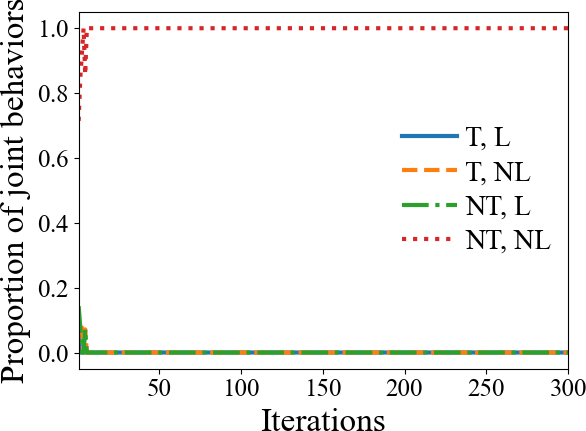 Proportion of joint behaviors
1.0
0.8
0.6
0.4
0.2
0.0
T, L
T, NL
NT, L
NT, NL
50
100
150
200
250
300
Iterations